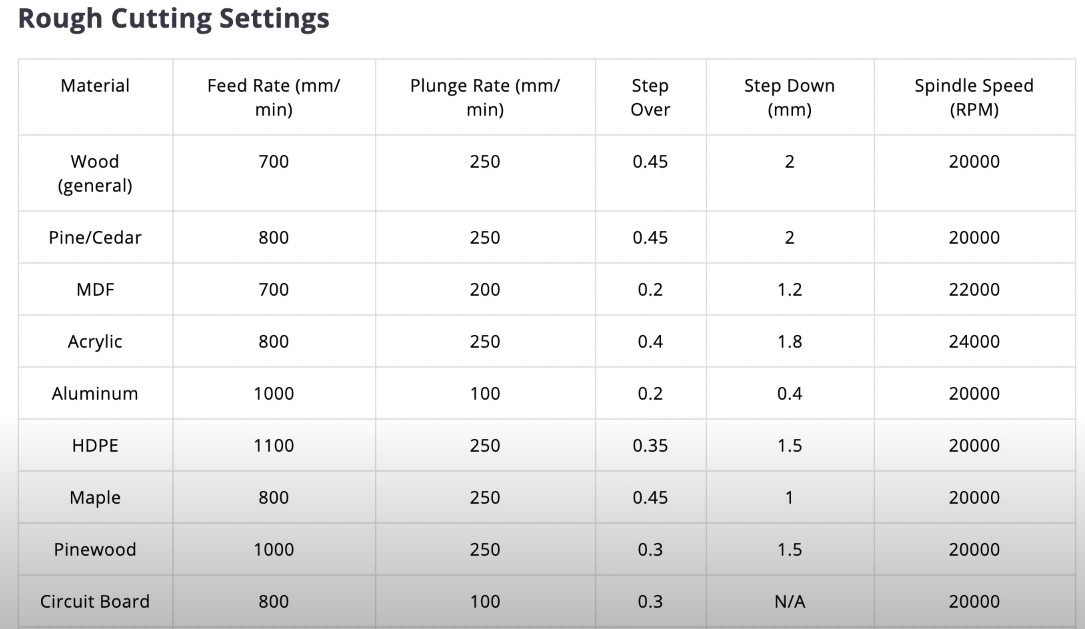 Rough Cutting Settings
Material Feed Rate (mm/ Plunge Rate (mm/ Step Step Down Spindle Speed
min) min) Over (mm) (RPM)
Wood 700 250 0.45 2 20000
(general)
Pine/Cedar 800 250 0.45 2 20000
MDF 700 200 0.2 1.2 22000
Acrylic 800 250 0.4 1.8 24000
Aluminum 1000 100 0.2 0.4 20000
HDPE 1100 250 0.35 1.5 20000
Maple 800 250 0.45 1 20000
Pinewood 1000 250 0.3 1.5 20000
Circuit Board 800 100 0.3 N/A 20000